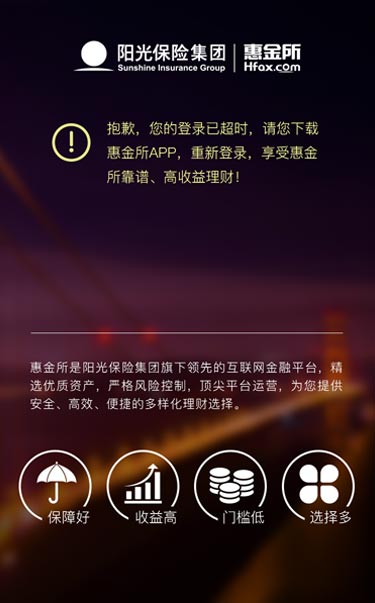 阳光保险集团 惠金所
Sunshine Insurance Group Hfax.com
抱歉，您的登录已超时，请您下载
惠金所APP，重新登录，享受惠金
所靠谱、高收益理财！
惠金所是阳光保险集团旗下领先的互联网金融平台，精
选优质资产，严格风险控制，顶尖平台运营，为您提供
安全、高效、便捷的多样化理财选择。
保障好 收益高 门槛低 选择多